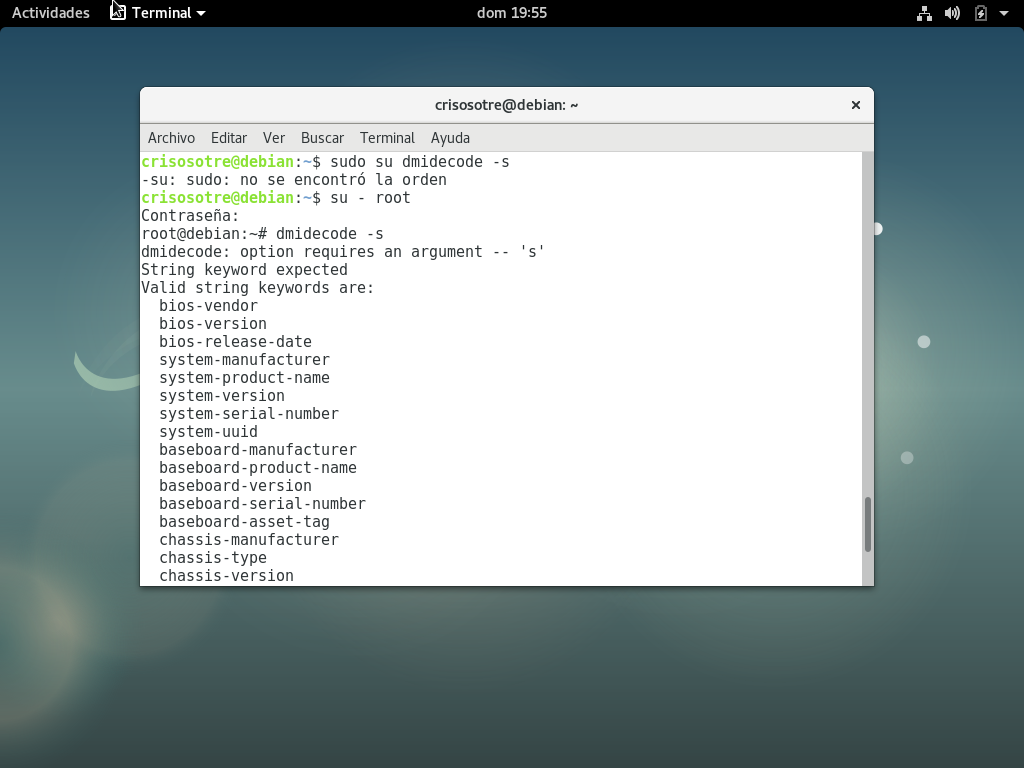 Actividades Terminal dom 19:55
crisosotre@debian: ~ ×
Archivo Editar Ver Buscar Terminal Ayuda
crisosotre@debian:~$ sudo su dmidecode -s
-su: sudo: no se encontró la orden
crisosotre@debian:~$ su - root
Contraseña:
root@debian:~# dmidecode -s
dmidecode: option requires an argument -- 's'
String keyword expected
Valid string keywords are:
  bios-vendor
  bios-version
  bios-release-date
  system-manufacturer
  system-product-name
  system-version
  system-serial-number
  system-uuid
  baseboard-manufacturer
  baseboard-product-name
  baseboard-version
  baseboard-serial-number
  baseboard-asset-tag
  chassis-manufacturer
  chassis-type
  chassis-version